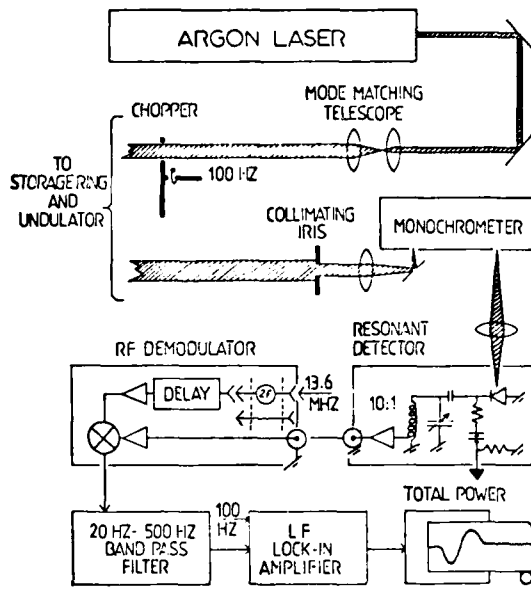 ARGON LASER
MODE MATCHING
TELESCOPE
CHOPPER
100 HZ
TO
STORAGE RING
AND
UNDULATOR
COLLIMATING
IRIS
MONOCHROMETER
RESONANT
DETECTOR
RF DEMODULATOR
DELAY
2F
13.6
MHZ
10:1
TOTAL POWER
20 HZ- 500 HZ
BAND PASS
FILTER
100
HZ
LF
LOCK-IN
AMPLIFIER